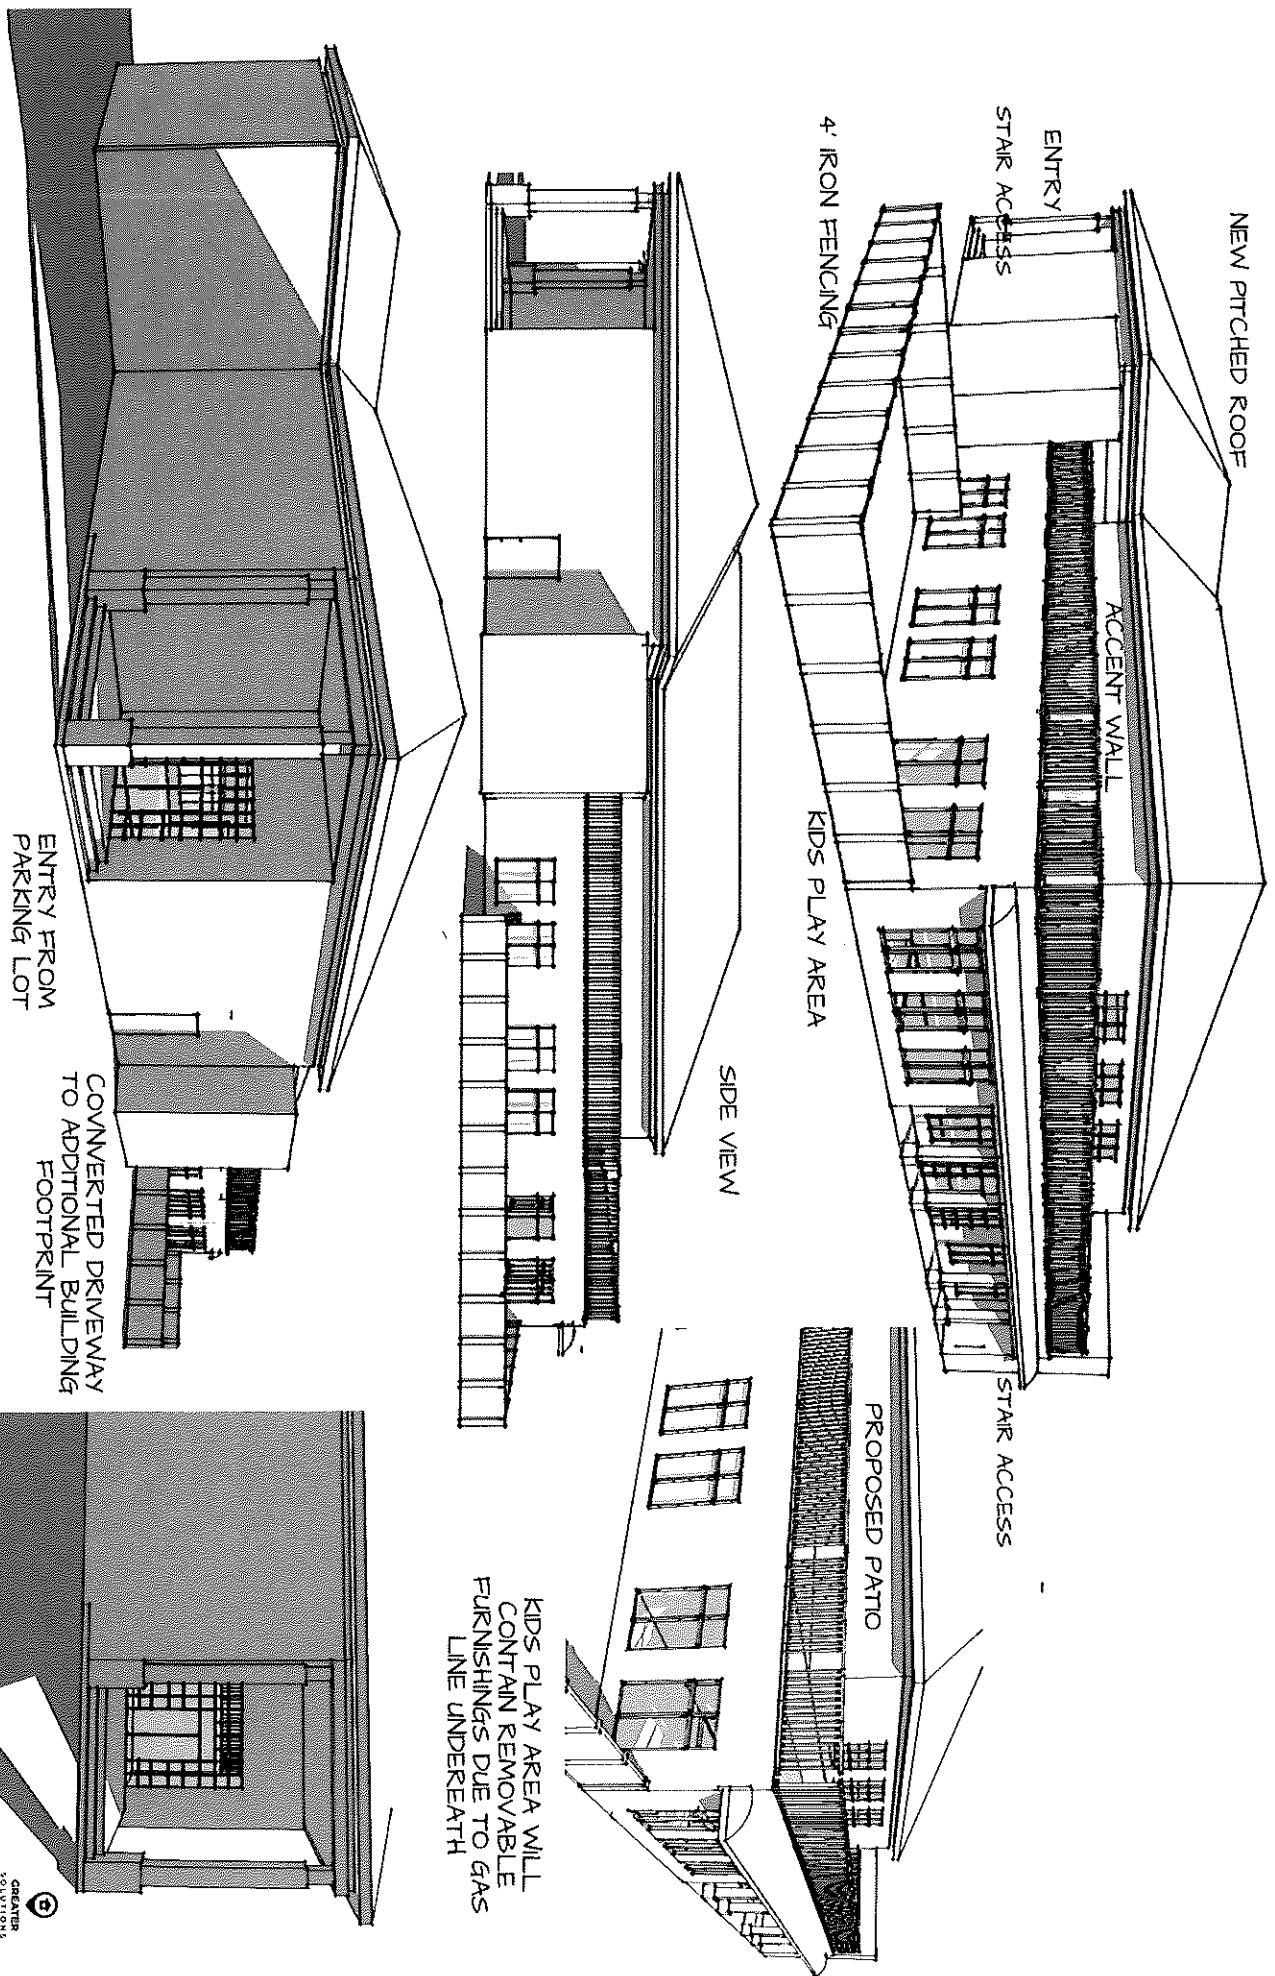 NEW PITCHED ROOF
ENTRY
STAIR ACCESS
4' IRON FENCING
ACCENT WALL
KIDS PLAY AREA
STAIR ACCESS
SIDE VIEW
PROPOSED PATIO
KIDS PLAY AREA WILL
CONTAIN REMOVABLE
FURNISHINGS DUE TO GAS
LINE UNDEREATH
ENTRY FROM
PARKING LOT
COVNVERTED DRIVEWAY
TO ADDITIONAL BUILDING
FOOTPRINT
GREATER
SOLUTIONS